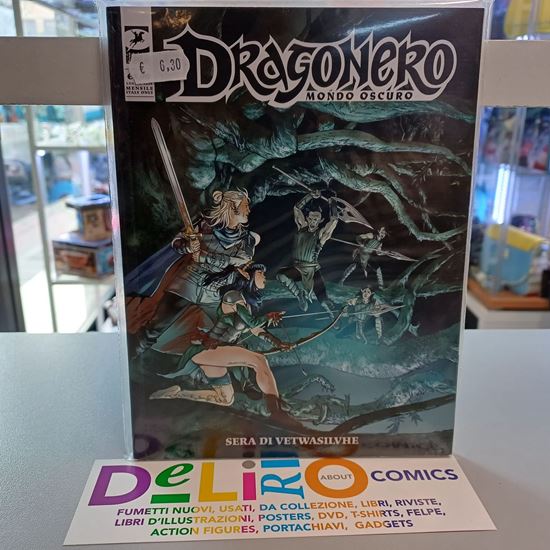 € 6,30
MENSILE
DRAGONERO
MONDO OSCURO
SERA DI VETWASILVHE
DeLiRiO ABOUT COMICS
FUMETTI NUOVI, USATI, DA COLLEZIONE, LIBRI, RIVISTE,
LIBRI D'ILLUSTRAZIONI, POSTERS, DVD, T-SHIRTS, FELPE,
ACTION FIGURES, PORTACHIAVI, GADGETS